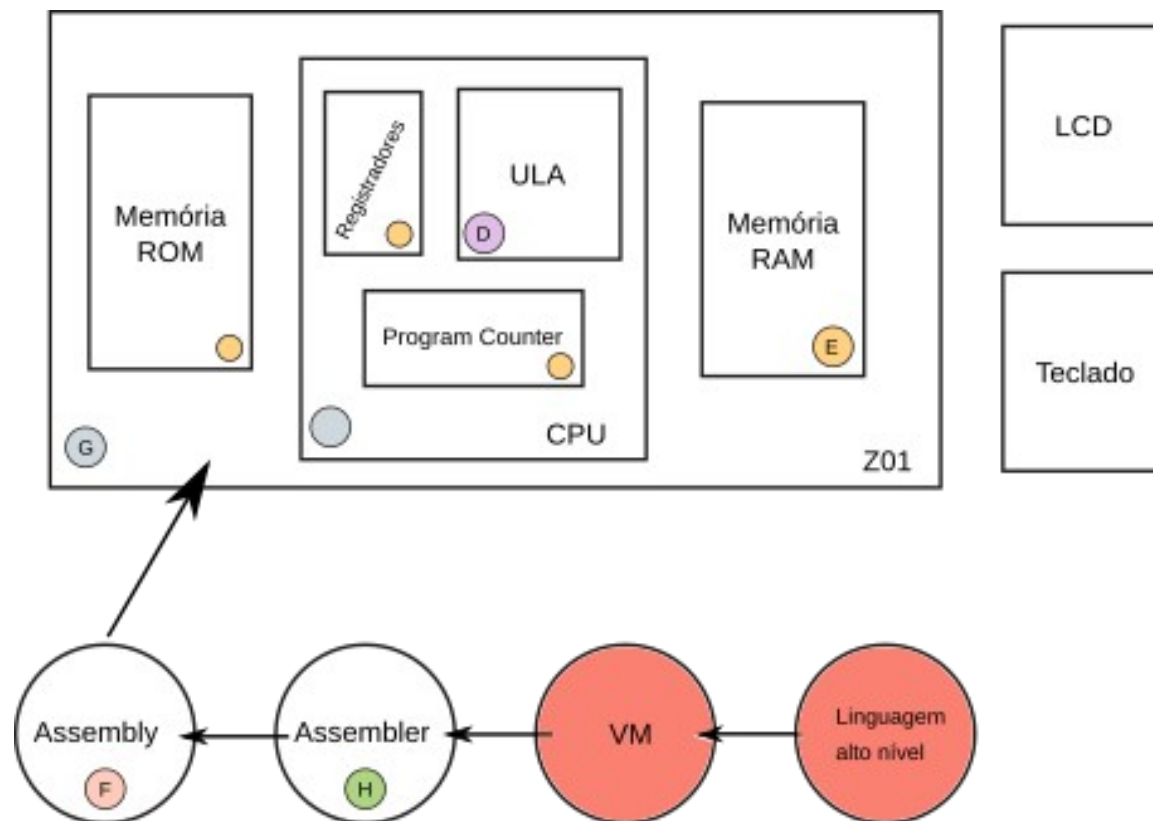 LCD
Registradores
ULA
Memória
ROM
D
Memória
RAM
Program Counter
E
Teclado
G
CPU
Z01
Assembly
F
Assembler
H
VM
Linguagem
alto nível